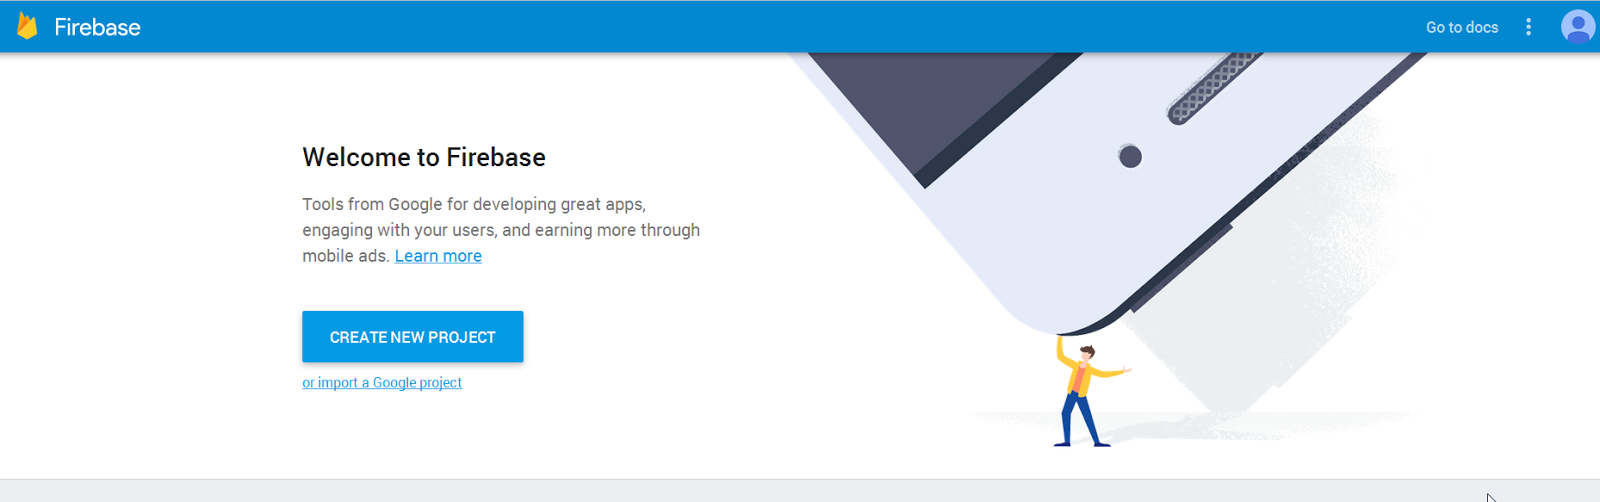 Firebase
Go to docs
Welcome to Firebase
Tools from Google for developing great apps,
engaging with your users, and earning more through
mobile ads. Learn more
CREATE NEW PROJECT
or import a Google project